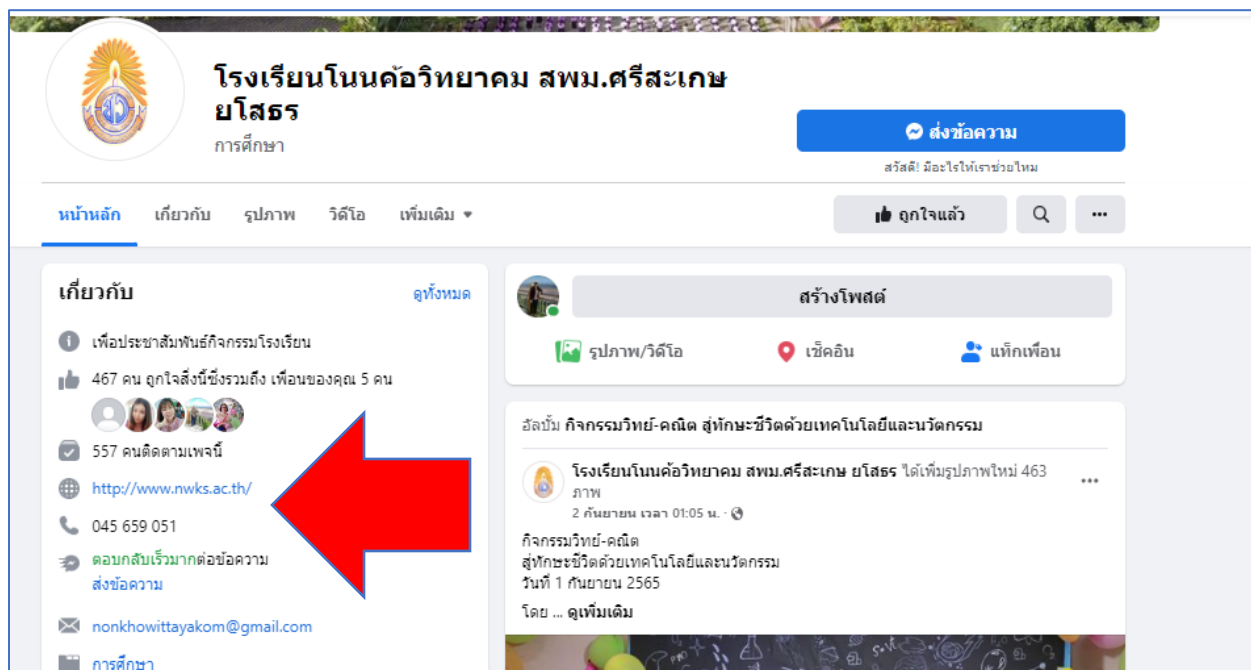 โรงเรียนโนนค้อวิทยาคม สพม.ศรีสะเกษ
ยโสธร
การศึกษา
ส่งข้อความ
สวัสดี! มีอะไรให้เราช่วยไหม
หน้าหลัก เกี่ยวกับ รูปภาพ วิดีโอ เพิ่มเติม
ถูกใจแล้ว
เกี่ยวกับ
ดูทั้งหมด
เพื่อประชาสัมพันธ์กิจกรรมโรงเรียน
467 คน ถูกใจสิ่งนี้ซึ่งรวมถึง เพื่อนของคุณ 5 คน
557 คนติดตามเพจนี้
http://www.nwks.ac.th/
045 659 051
ตอบกลับเร็วมากต่อข้อความ
ส่งข้อความ
nonkhowittayakom@gmail.com
การศึกษา
สร้างโพสต์
รูปภาพ/วิดีโอ เช็คอิน แท็กเพื่อน
อัลบั้ม กิจกรรมวิทย์-คณิต สู่ทักษะชีวิตด้วยเทคโนโลยีและนวัตกรรม
โรงเรียนโนนค้อวิทยาคม สพม.ศรีสะเกษ ยโสธร ได้เพิ่มรูปภาพใหม่ 463
ภาพ
2 กันยายน เวลา 01:05 น. ·
กิจกรรมวิทย์-คณิต
สู่ทักษะชีวิตด้วยเทคโนโลยีและนวัตกรรม
วันที่ 1 กันยายน 2565
โดย ... ดูเพิ่มเติม